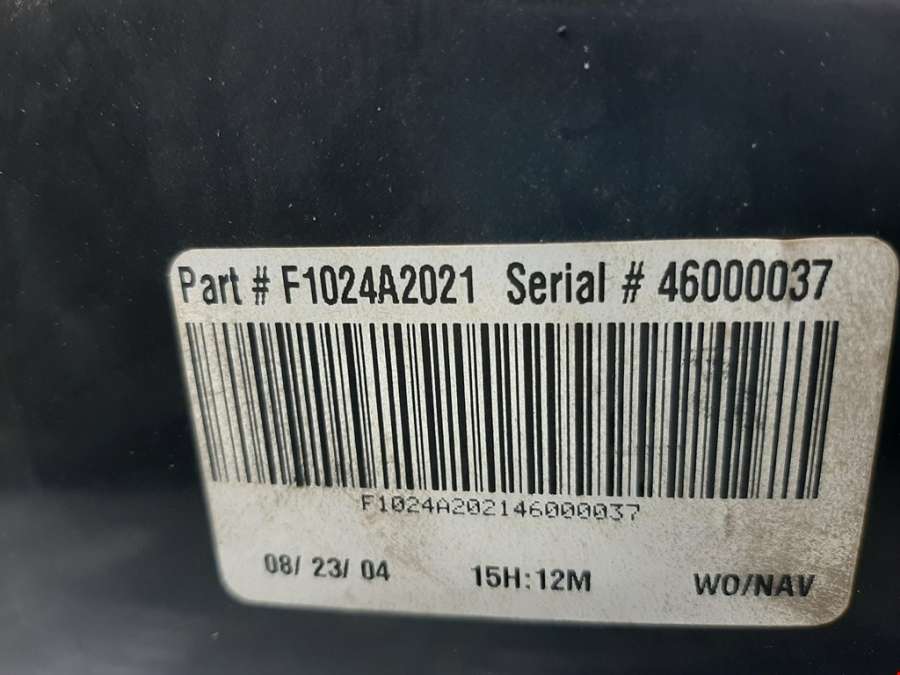 Part # F1024A2021 Serial # 46000037
F1024A202146000037
08/ 23/ 04 15H:12M WO/NAV